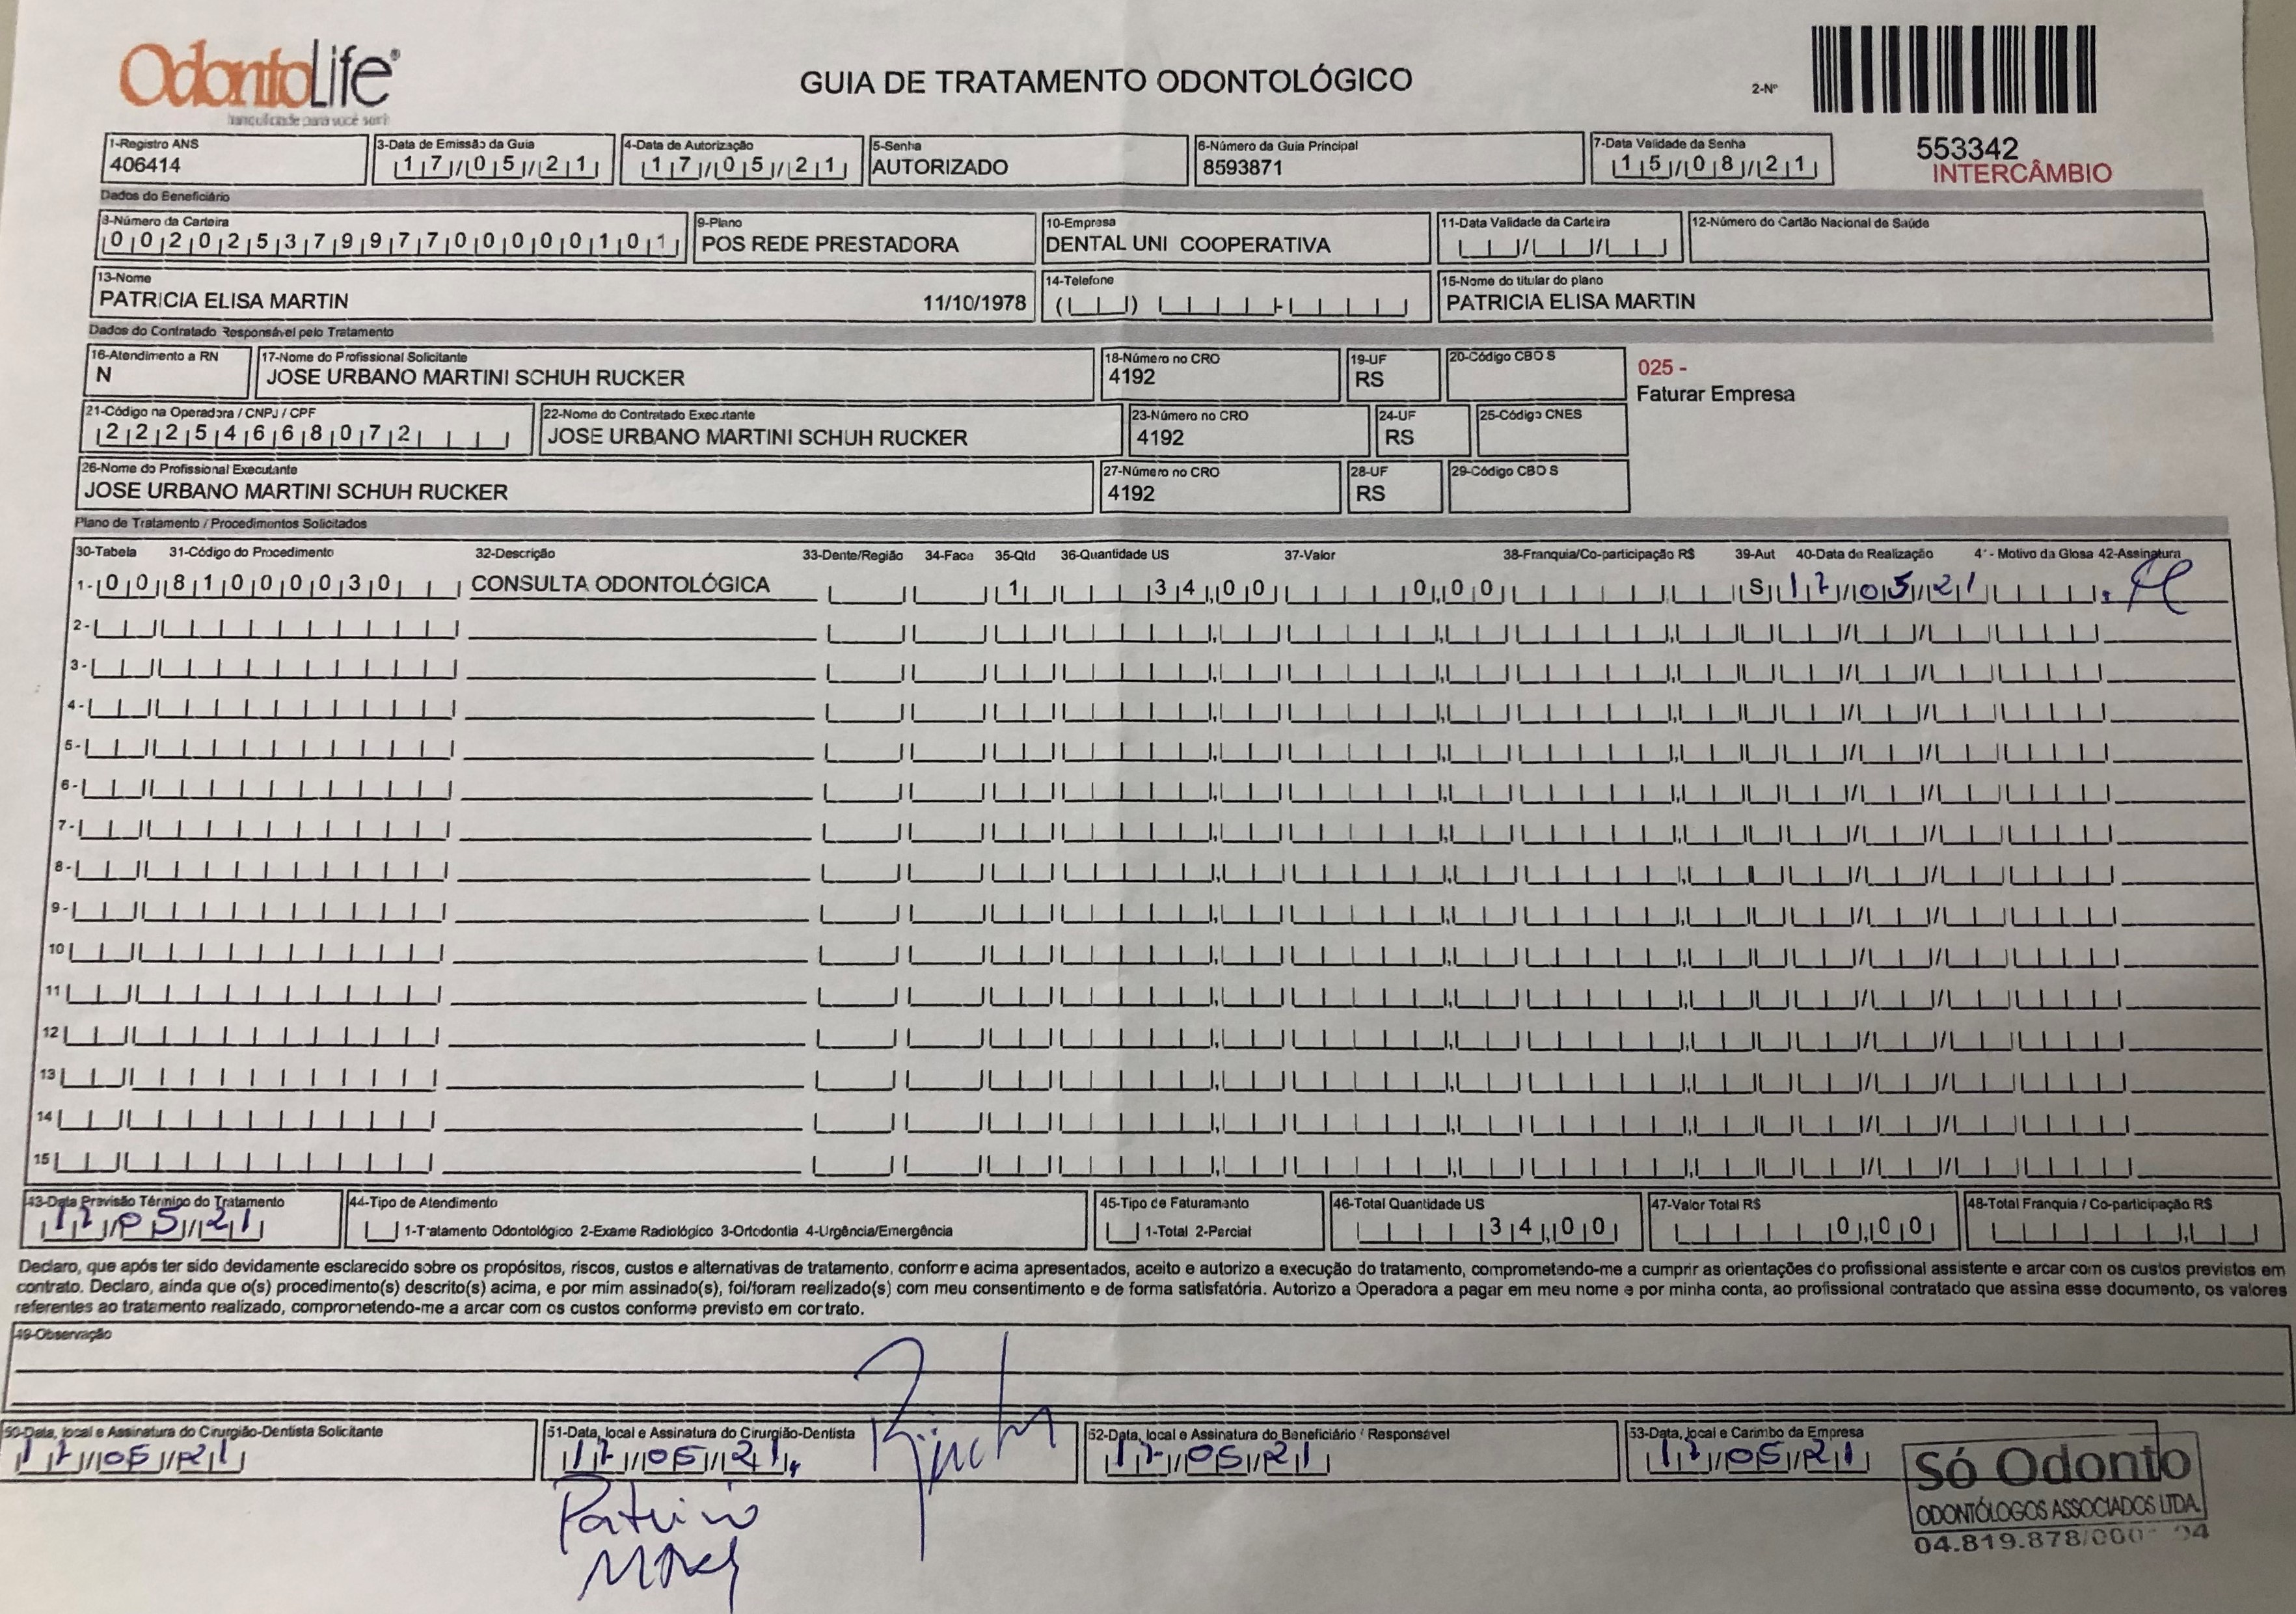 OdontoLife®
tranquilidade para você sorrir
GUIA DE TRATAMENTO ODONTOLÓGICO
2-Nº
553342
INTERCÂMBIO
1-Registro ANS
406414
3-Data de Emissão da Guia
17/05/21
4-Data de Autorização
17/05/21
5-Senha
AUTORIZADO
6-Número da Guia Principal
8593871
7-Data Validade da Senha
15/08/21
Dados do Beneficiário
8-Número da Carteira
00202537997700000101
9-Plano
POS REDE PRESTADORA
10-Empresa
DENTAL UNI COOPERATIVA
11-Data Validade da Carteira
12-Número do Cartão Nacional de Saúde
13-Nome
PATRICIA ELISA MARTIN 11/10/1978
14-Telefone
15-Nome do titular do plano
PATRICIA ELISA MARTIN
Dados do Contratado Responsável pelo Tratamento
16-Atendimento a RN
N
17-Nome do Profissional Solicitante
JOSE URBANO MARTINI SCHUH RUCKER
18-Número no CRO
4192
19-UF
RS
20-Código CBO S
025 -
Faturar Empresa
21-Código na Operadora / CNPJ / CPF
22254668072
22-Nome do Contratado Executante
JOSE URBANO MARTINI SCHUH RUCKER
23-Número no CRO
4192
24-UF
RS
25-Código CNES
26-Nome do Profissional Executante
JOSE URBANO MARTINI SCHUH RUCKER
27-Número no CRO
4192
28-UF
RS
29-Código CBO S
Plano de Tratamento / Procedimentos Solicitados
30-Tabela 31-Código do Procedimento 32-Descrição 33-Dente/Região 34-Face 35-Qtd 36-Quantidade US 37-Valor 38-Franquia/Co-participação R$ 39-Aut 40-Data de Realização 4 - Motivo da Glosa 42-Assinatura
1- 00 81000030 CONSULTA ODONTOLÓGICA 1 34,00 0,00 S 17/05/21
2-
3-
4-
5-
6-
7-
8-
9-
10
11
12
13
14
15
43-Data Previsão Término do Tratamento
17/05/21
44-Tipo de Atendimento
1-Tratamento Odontológico 2-Exame Radiológico 3-Ortodontia 4-Urgência/Emergência
45-Tipo de Faturamento
1-Total 2-Parcial
46-Total Quantidade US
34,00
47-Valor Total R$
0,00
48-Total Franquia / Co-participação R$
Declaro, que após ter sido devidamente esclarecido sobre os propósitos, riscos, custos e alternativas de tratamento, conforme acima apresentados, aceito e autorizo a execução do tratamento, comprometendo-me a cumprir as orientações do profissional assistente e arcar com os custos previstos em
contrato. Declaro, ainda que o(s) procedimento(s) descrito(s) acima, e por mim assinado(s), foi/foram realizado(s) com meu consentimento e de forma satisfatória. Autorizo a Operadora a pagar em meu nome e por minha conta, ao profissional contratado que assina esse documento, os valores
referentes ao tratamento realizado, comprometendo-me a arcar com os custos conforme previsto em contrato.
49-Observação
50-Data, local e Assinatura do Cirurgião-Dentista Solicitante
17/05/21
51-Data, local e Assinatura do Cirurgião-Dentista
17/05/21
52-Data, local e Assinatura do Beneficiário / Responsável
17/05/21
53-Data, local e Carimbo da Empresa
17/05/21
Só Odonto
ODONTÓLOGOS ASSOCIADOS LTDA.
04.819.878/000